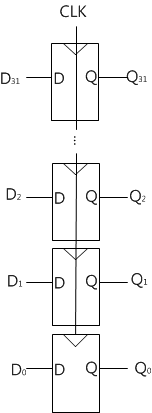 CLK
D31 D Q Q31
...
D2 D Q Q2
D1 D Q Q1
D0 D Q Q0